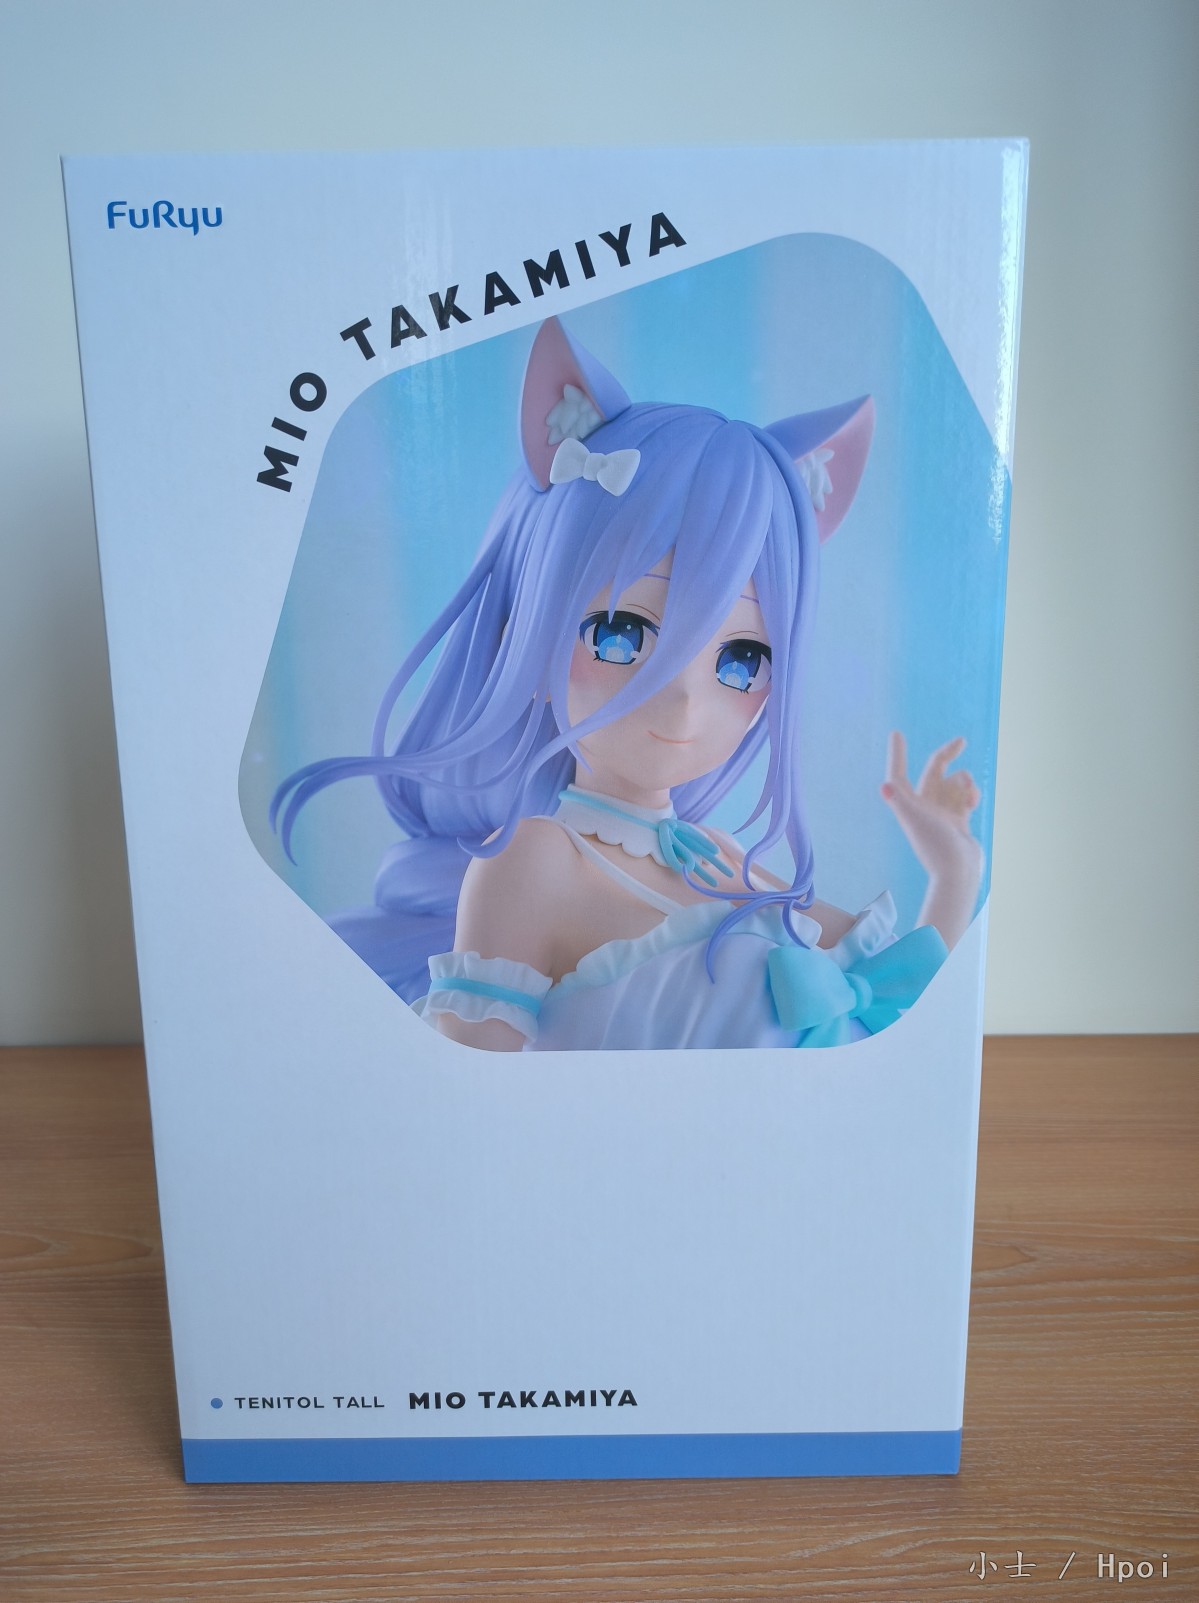 FuRyu
MIO TAKAMIYA
TENITOL TALL MIO TAKAMIYA
小士 / Hpoi